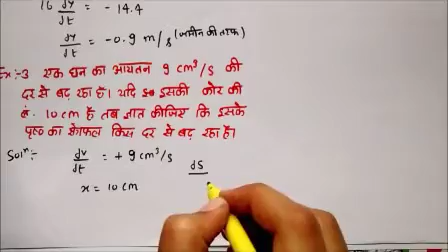 16 dy/dt = - 14.4
dy/dt = -0.9 m/s (जमीन की तरफ)
Ex:-3 एक घन का आयतन 9 cm³/s की
दर से बढ़ रहा है। यदि इसकी कोर की
लं. 10 cm है तब ज्ञात कीजिए कि इसके
पृष्ठ का क्षेत्रफल किस दर से बढ़ रहा है।
Solⁿ:- dv/dt = + 9 cm³/s
x = 10 cm dS